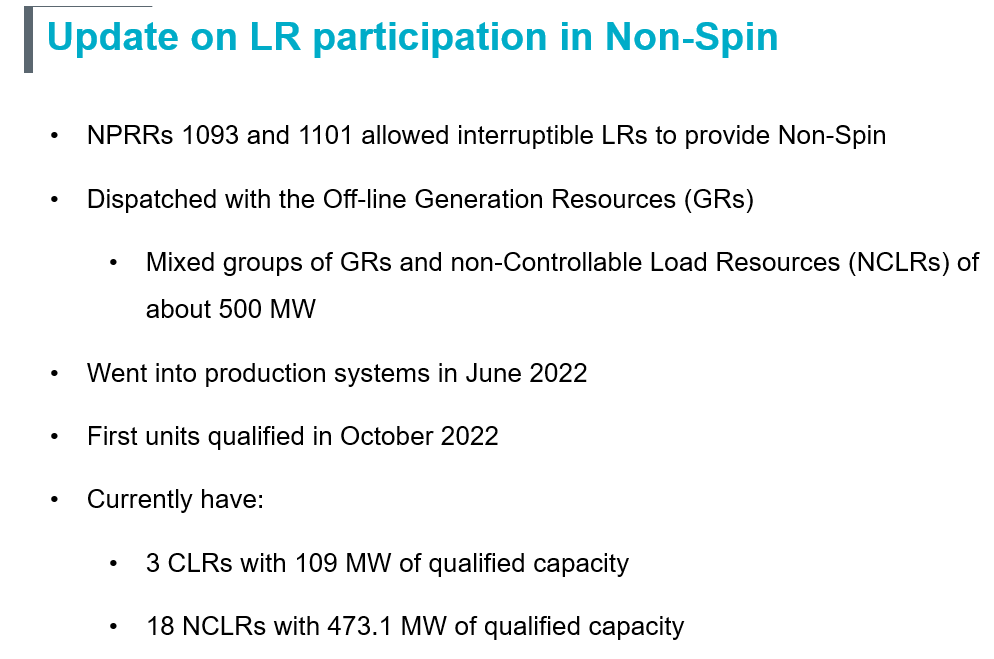 Update on LR participation in Non-Spin
• NPRRs 1093 and 1101 allowed interruptible LRs to provide Non-Spin
• Dispatched with the Off-line Generation Resources (GRs)
• Mixed groups of GRs and non-Controllable Load Resources (NCLRs) of
about 500 MW
• Went into production systems in June 2022
• First units qualified in October 2022
• Currently have:
• 3 CLRs with 109 MW of qualified capacity
• 18 NCLRs with 473.1 MW of qualified capacity